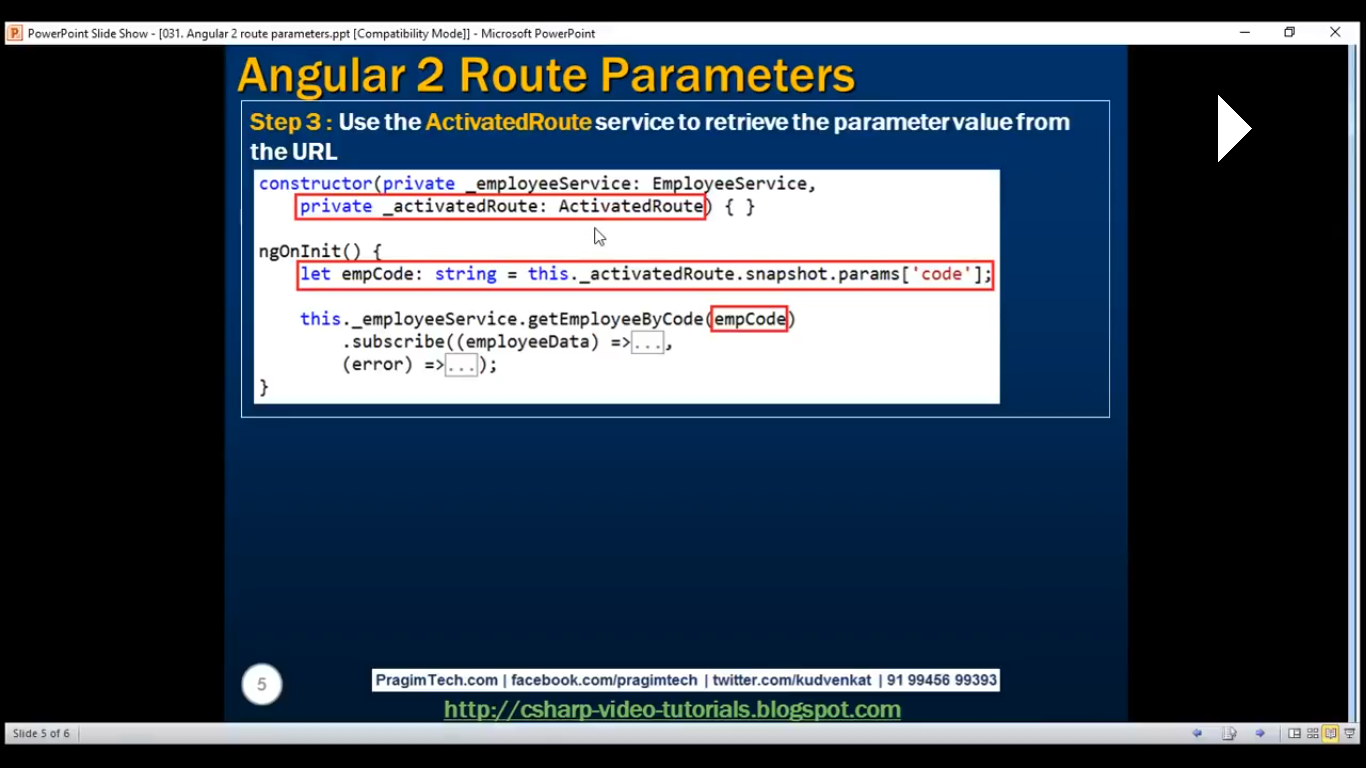 PowerPoint Slide Show - [031. Angular 2 route parameters.ppt [Compatibility Mode]] - Microsoft PowerPoint
Angular 2 Route Parameters
Step 3 : Use the ActivatedRoute service to retrieve the parameter value from
the URL
constructor(private _employeeService: EmployeeService,
private _activatedRoute: ActivatedRoute) { }
ngOnInit() {
let empCode: string = this._activatedRoute.snapshot.params['code'];
this._employeeService.getEmployeeByCode(empCode)
.subscribe((employeeData) =>...,
(error) =>...);
}
5
PragimTech.com | facebook.com/pragimtech | twitter.com/kudvenkat | 91 99456 99393
http://csharp-video-tutorials.blogspot.com
Slide 5 of 6